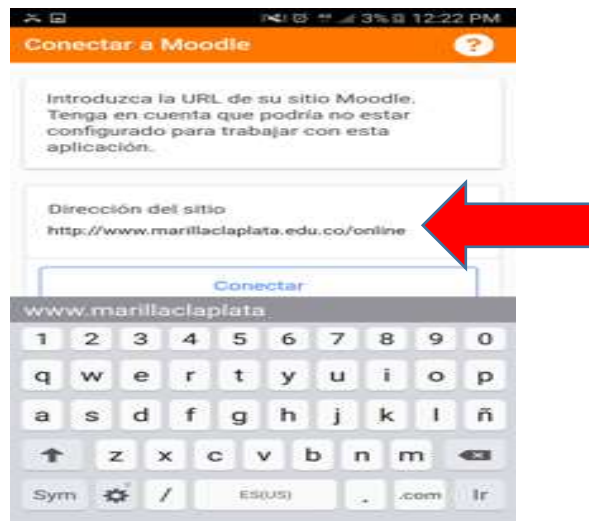 3% 12:22 PM
Conectar a Moodle ?
Introduzca la URL de su sitio Moodle.
Tenga en cuenta que podría no estar
configurado para trabajar con esta
aplicación.
Dirección del sitio
http://www.marillaclaplata.edu.co/online
Conectar
www.marillaclaplata
1 2 3 4 5 6 7 8 9 0
q w e r t y u i o p
a s d f g h j k l ñ
z x c v b n m
Sym / ES(US) . .com Ir